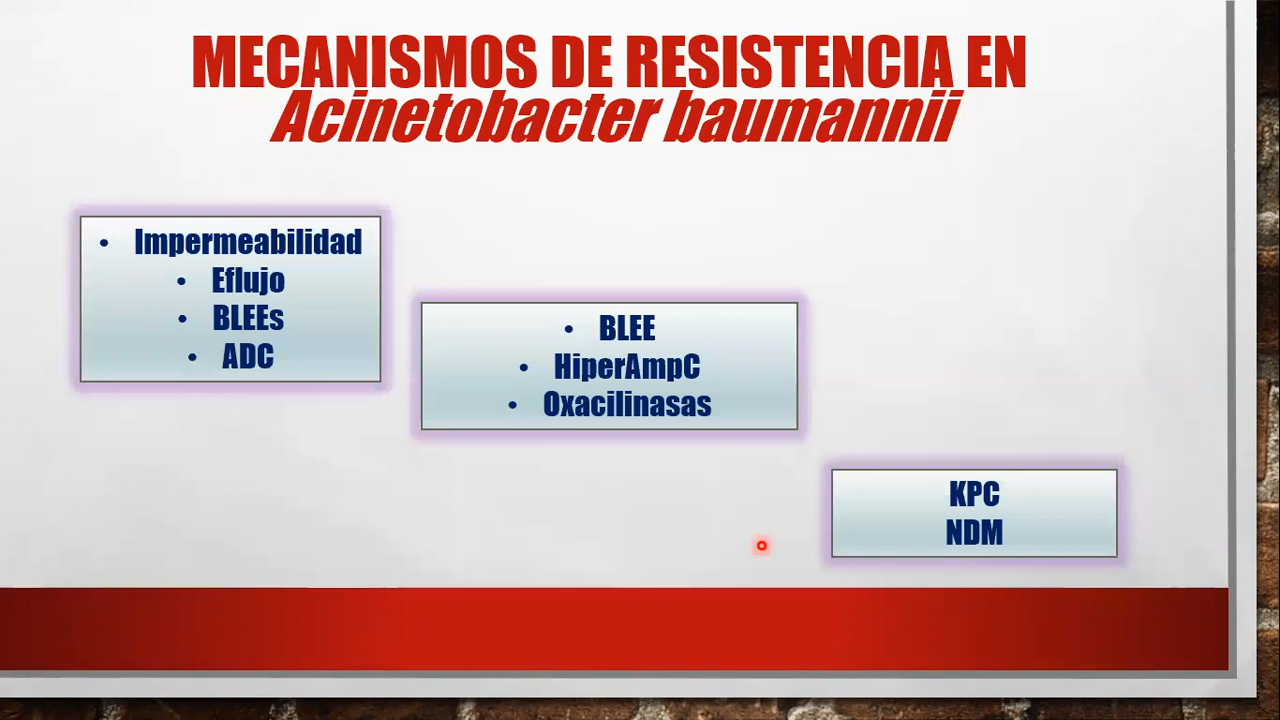 MECANISMOS DE RESISTENCIA EN
Acinetobacter baumannii
• Impermeabilidad
• Eflujo
• BLEEs
• ADC
• BLEE
• HiperAmpC
• Oxacilinasas
KPC
NDM